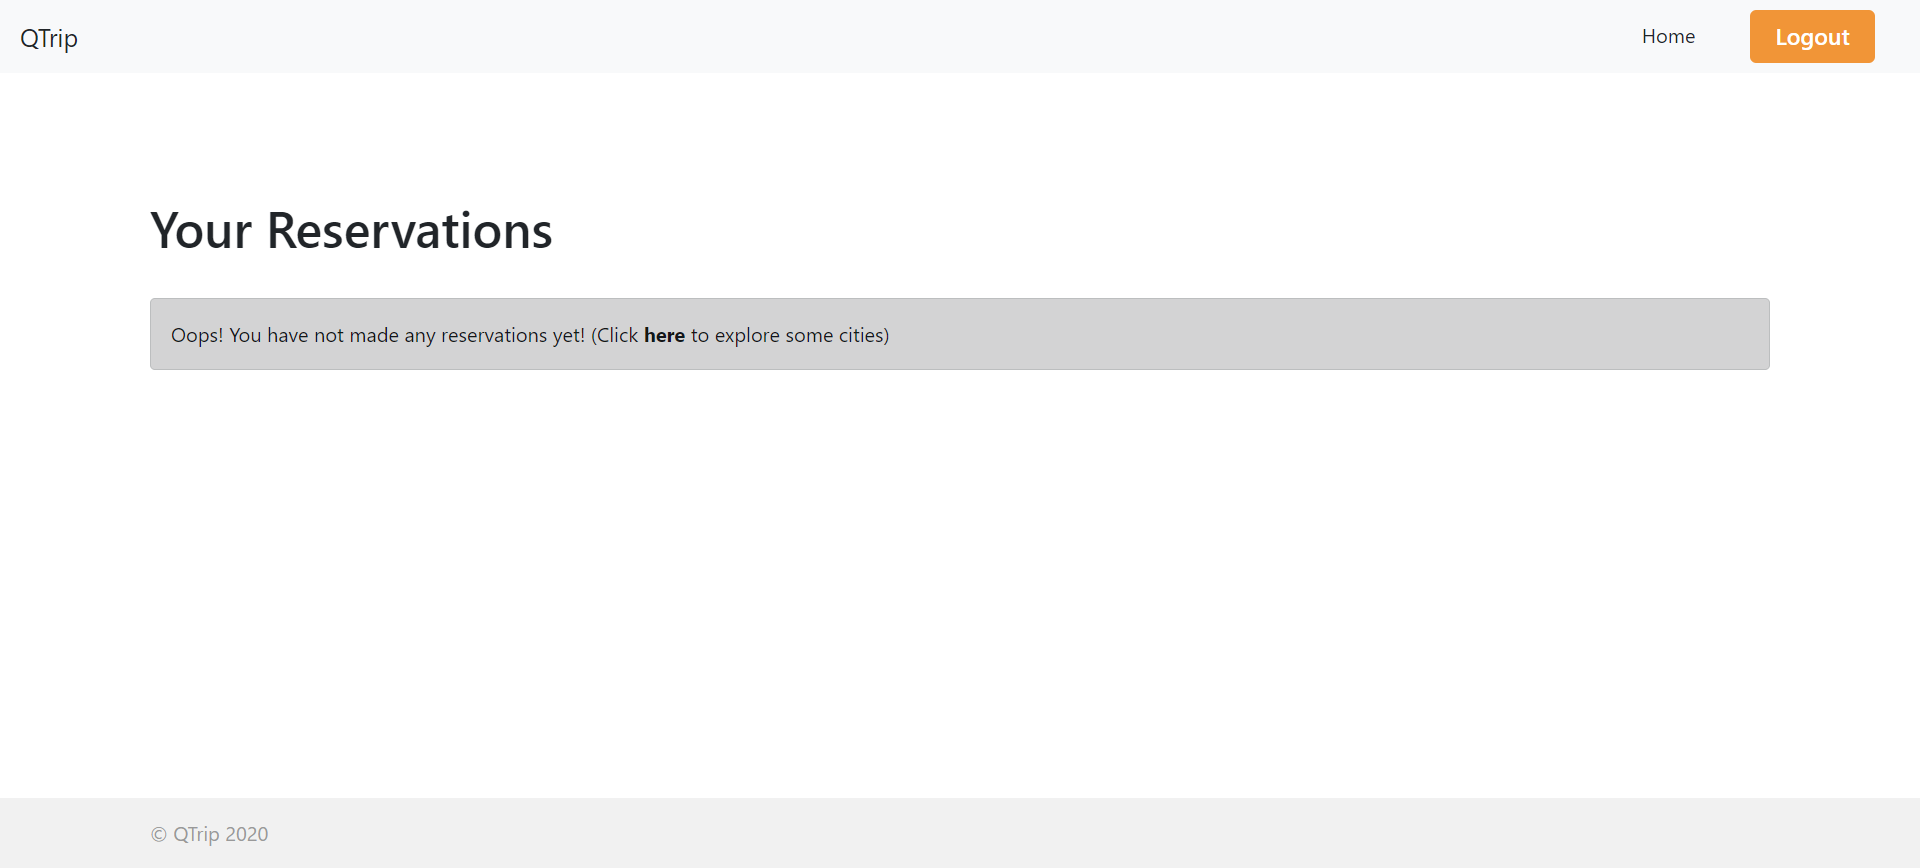 QTrip
Home
Logout
Your Reservations
Oops! You have not made any reservations yet! (Click here to explore some cities)
© QTrip 2020